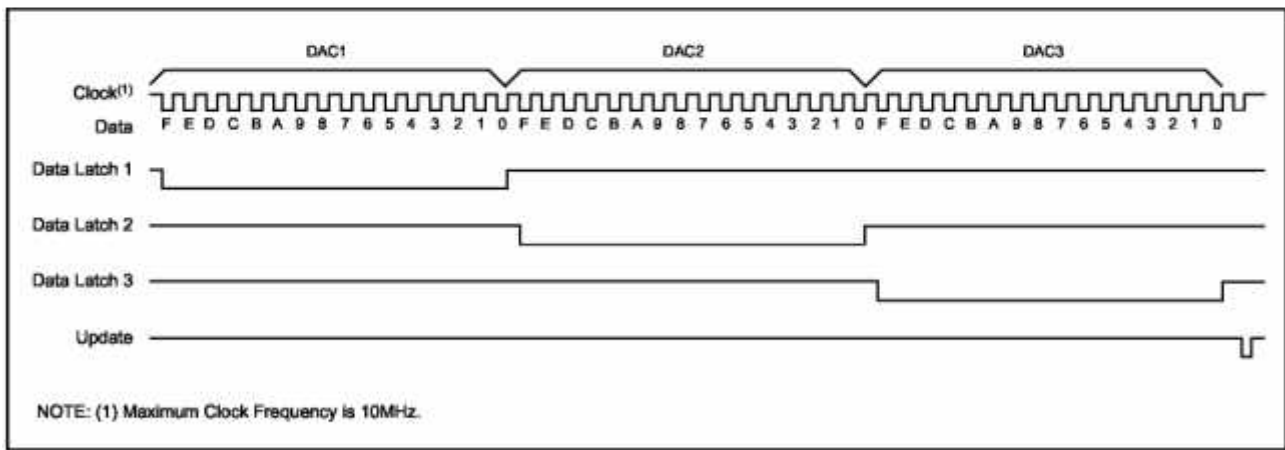 DAC1 DAC2 DAC3
Clock(1)
Data F E D C B A 9 8 7 6 5 4 3 2 1 0 F E D C B A 9 8 7 6 5 4 3 2 1 0 F E D C B A 9 8 7 6 5 4 3 2 1 0
Data Latch 1
Data Latch 2
Data Latch 3
Update
NOTE: (1) Maximum Clock Frequency is 10MHz.